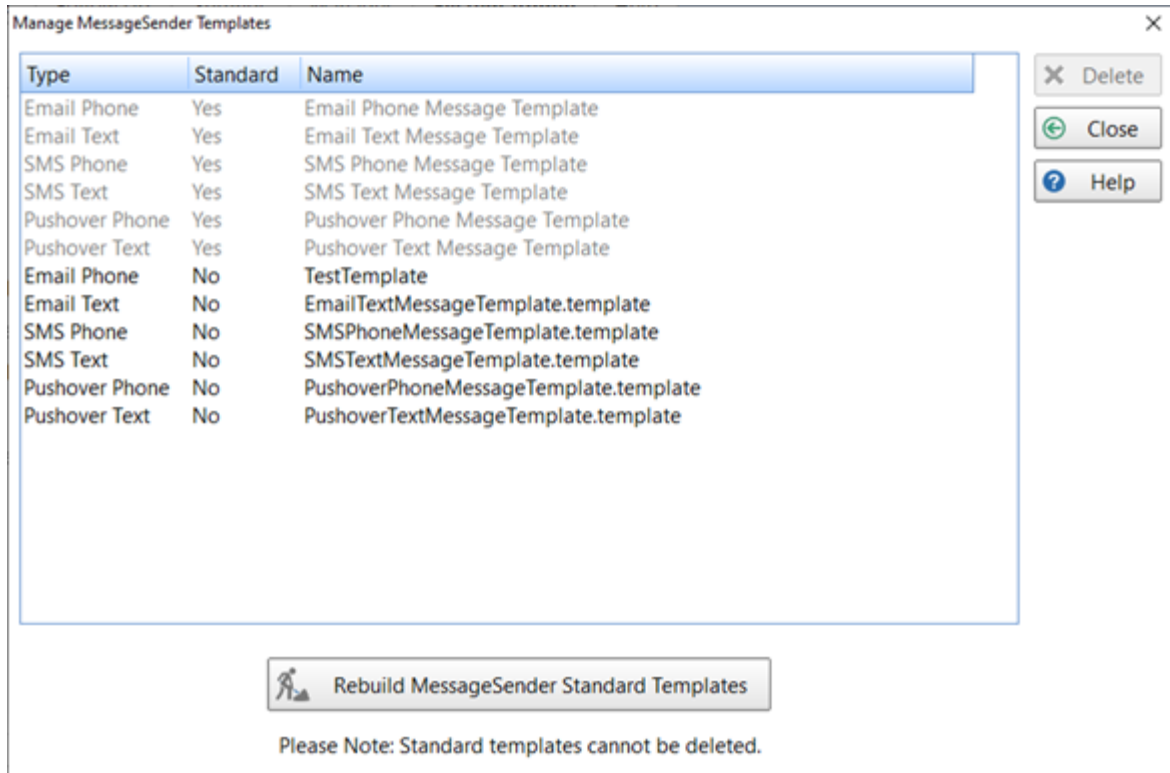 Manage MessageSender Templates
Type Standard Name
Email Phone Yes Email Phone Message Template
Email Text Yes Email Text Message Template
SMS Phone Yes SMS Phone Message Template
SMS Text Yes SMS Text Message Template
Pushover Phone Yes Pushover Phone Message Template
Pushover Text Yes Pushover Text Message Template
Email Phone No TestTemplate
Email Text No EmailTextMessageTemplate.template
SMS Phone No SMSPhoneMessageTemplate.template
SMS Text No SMSTextMessageTemplate.template
Pushover Phone No PushoverPhoneMessageTemplate.template
Pushover Text No PushoverTextMessageTemplate.template
Delete
Close
Help
Rebuild MessageSender Standard Templates
Please Note: Standard templates cannot be deleted.